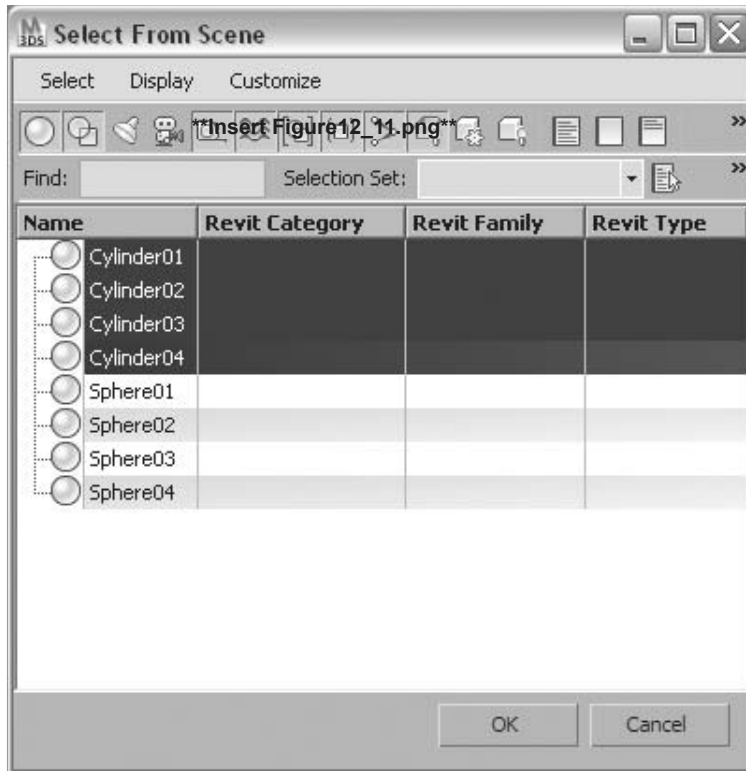 3DS Select From Scene
Select Display Customize
**Insert Figure12_11.png**
Find: Selection Set:
Name Revit Category Revit Family Revit Type
Cylinder01
Cylinder02
Cylinder03
Cylinder04
Sphere01
Sphere02
Sphere03
Sphere04
OK Cancel